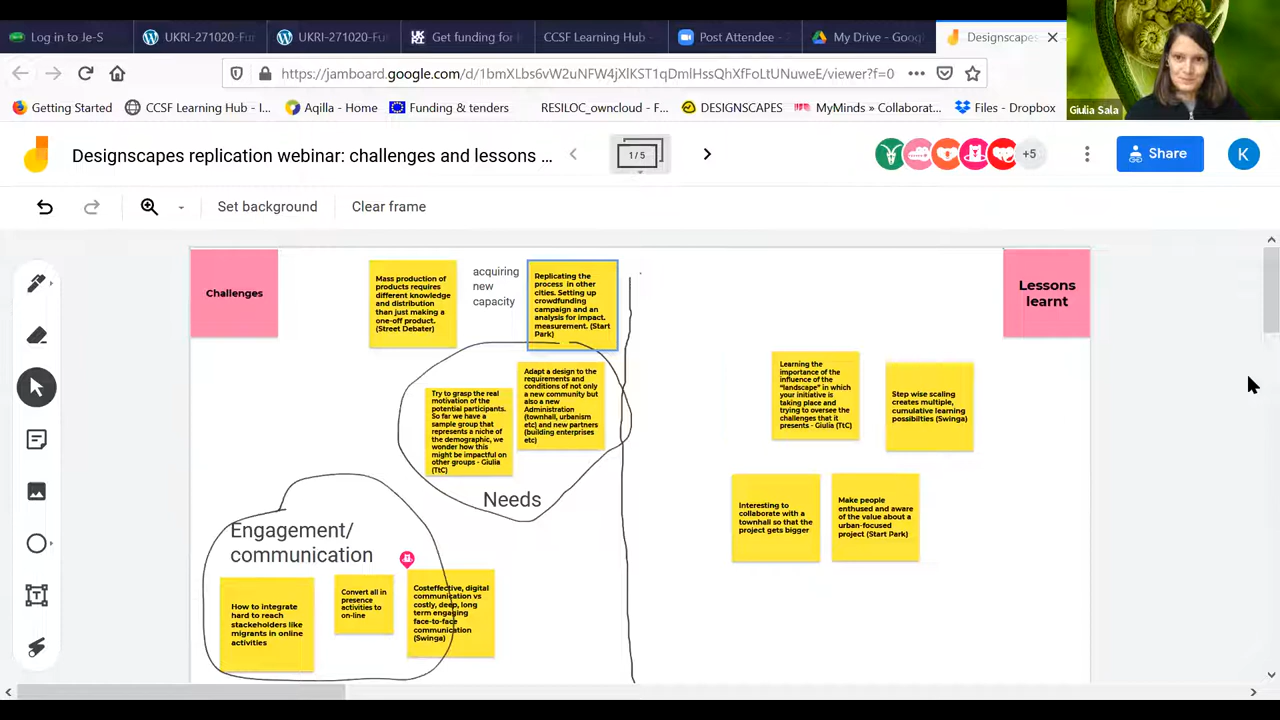 Log in to Je-S
UKRI-271020-Fu
UKRI-271020-Fu
Get funding for
CCSF Learning Hub -
Post Attendee -
My Drive - Goog
Designscapes
https://jamboard.google.com/d/1bmXLbs6vW2uNFW4jXlKST1qDmlHssQhXfFoLtUNuweE/viewer?f=0
Giulia Sala
Getting Started
CCSF Learning Hub - I...
Aqilla - Home
Funding & tenders
RESILOC_owncloud - F...
DESIGNSCAPES
MyMinds » Collaborat...
Files - Dropbox
Designscapes replication webinar: challenges and lessons ...
1/5
+5
Share
K
Set background
Clear frame
Challenges
Mass production of
products requires
different knowledge
and distribution
than just making a
one-off product.
(Street Debater)
acquiring
new
capacity
Replicating the
process in other
cities. Setting up
crowdfunding
campaign and an
analysis for impact.
measurement. (Start
Park)
Lessons
learnt
Try to grasp the real
motivation of the
potential participants.
So far we have a
sample group that
represents a niche of
the demographic, we
wonder how this
might be impactful on
other groups - Giulia
(TtC)
Adapt a design to the
requirements and
conditions of not only
a new community but
also a new
Administration
(townhall, urbanism
etc) and new partners
(building enterprises
etc)
Needs
Learning the
importance of the
influence of the
"landscape" in which
your initiative is
taking place and
trying to oversee the
challenges that it
presents - Giulia (TtC)
Step wise scaling
creates multiple,
cumulative learning
possibilties (Swinga)
Interesting to
collaborate with a
townhall so that the
project gets bigger
Make people
enthused and aware
of the value about a
urban-focused
project (Start Park)
Engagement/
communication
How to integrate
hard to reach
stackeholders like
migrants in online
activities
Convert all in
presence
activities to
on-line
Costeffective, digital
communication vs
costly, deep, long
term engaging
face-to-face
communication
(Swinga)